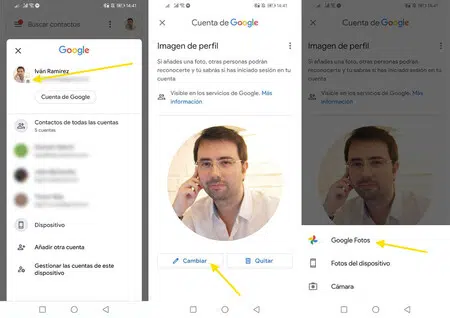 14:41
Buscar contactos
Google
Iván Ramírez
Cuenta de Google
Contactos de todas las cuentas
5 cuentas
Dispositivo
Añadir otra cuenta
Gestionar las cuentas de este
dispositivo
14:41
Cuenta de Google
Imagen de perfil
Si añades una foto, otras personas podrán
reconocerte y tú sabrás si has iniciado sesión en tu
cuenta
Visible en los servicios de Google. Más
información
Cambiar
Quitar
14:41
Cuenta de Google
Imagen de perfil
Si añades una foto, otras personas podrán
reconocerte y tú sabrás si has iniciado sesión en tu
cuenta
Visible en los servicios de Google. Más
información
Google Fotos
Fotos del dispositivo
Cámara